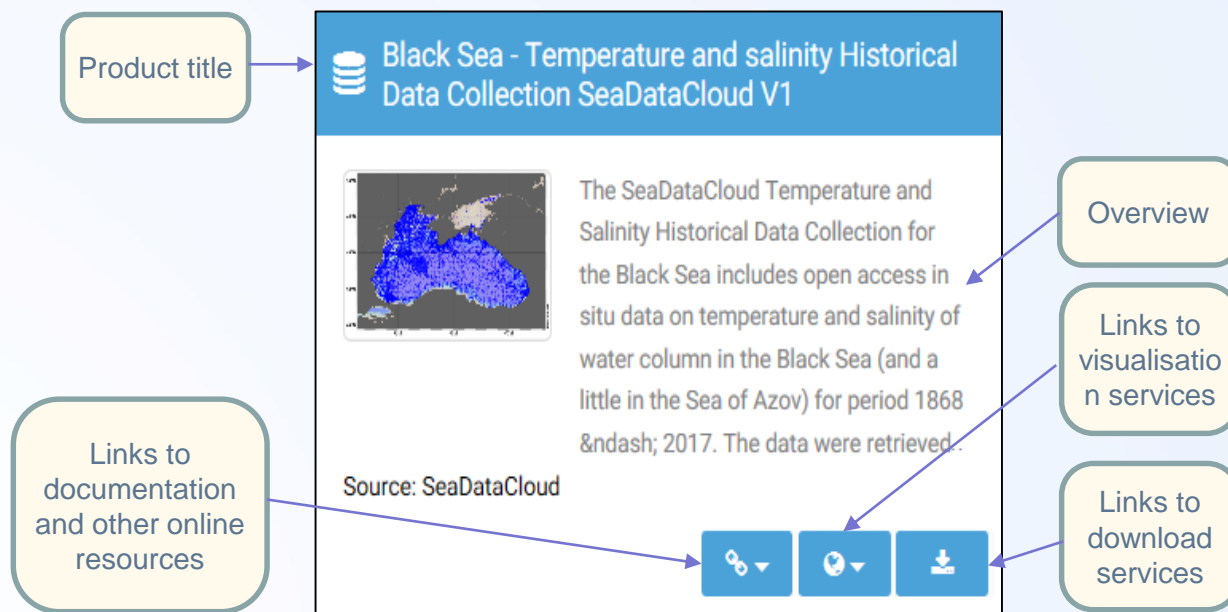 Product title
Black Sea - Temperature and salinity Historical
Data Collection SeaDataCloud V1
The SeaDataCloud Temperature and
Salinity Historical Data Collection for
the Black Sea includes open access in
situ data on temperature and salinity of
water column in the Black Sea (and a
little in the Sea of Azov) for period 1868
&ndash; 2017. The data were retrieved..
Source: SeaDataCloud
Overview
Links to
visualisatio
n services
Links to
documentation
and other online
resources
Links to
download
services